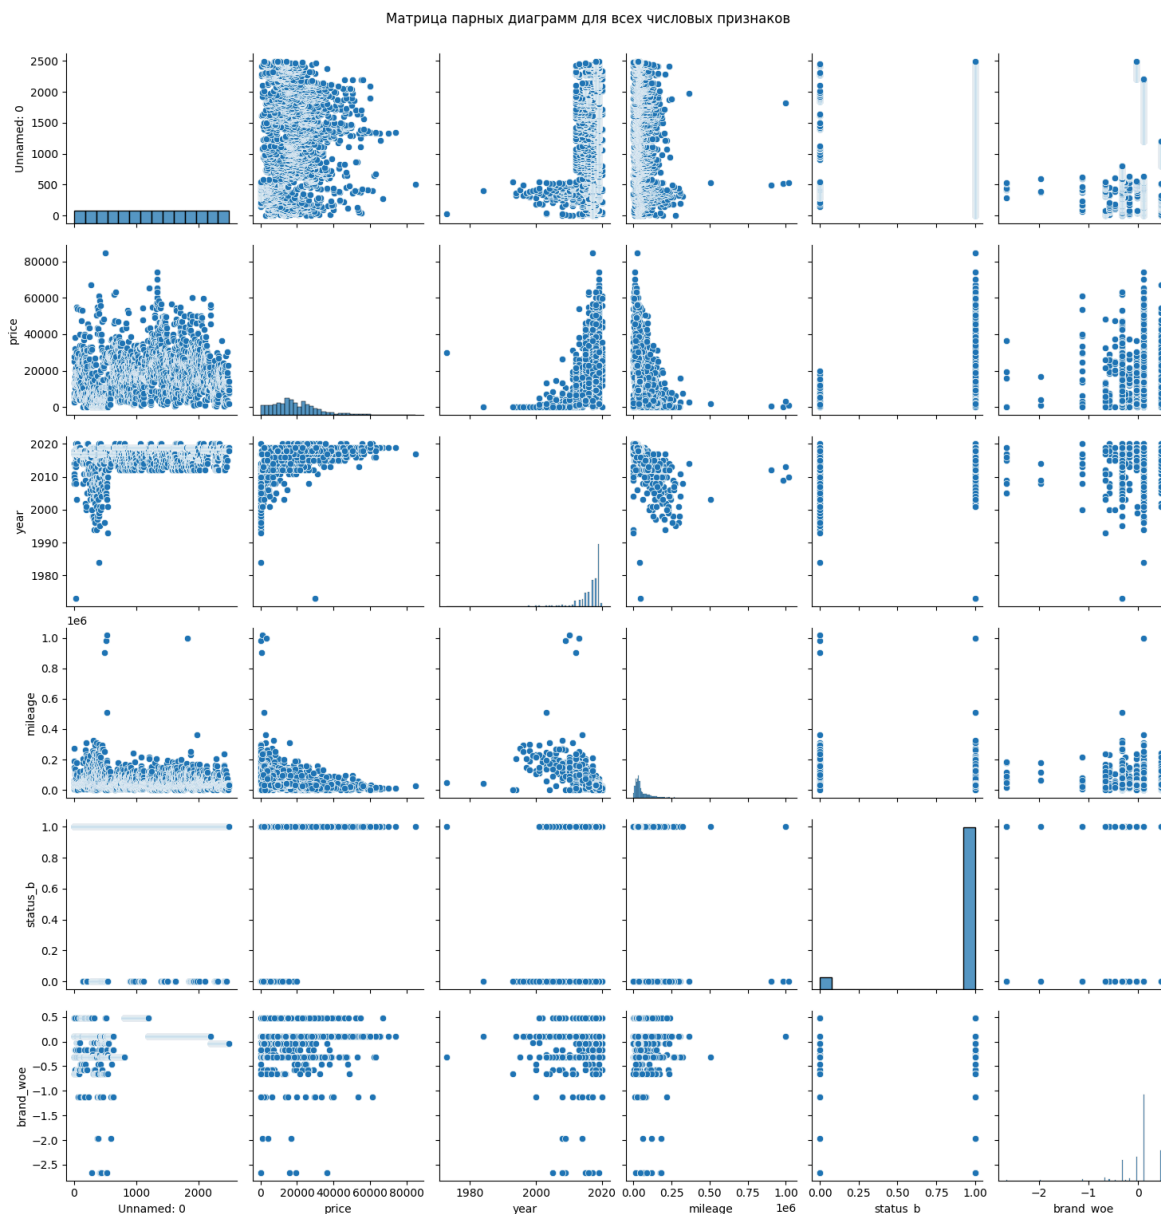 Матрица парных диаграмм для всех числовых признаков
2500
2000
1500
1000
500
0
Unnamed: 0
80000
60000
40000
20000
0
price
2020
2010
2000
1990
1980
year
1e6
1.0
0.8
0.6
0.4
0.2
0.0
mileage
1.0
0.8
0.6
0.4
0.2
0.0
status_b
0.5
0.0
−0.5
−1.0
−1.5
−2.0
−2.5
brand_woe
0 1000 2000
0 20000 40000 60000 80000
1980 2000 2020
0.00 0.25 0.50 0.75 1.00
1e6
0.00 0.25 0.50 0.75 1.00
−2 −1 0
Unnamed: 0 price year mileage status_b brand_woe